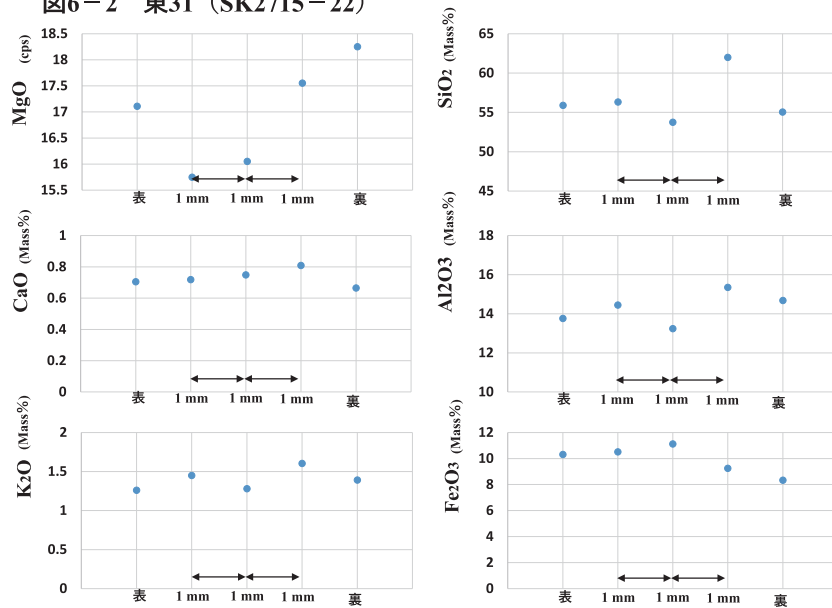 図6-2 東31（SK2715-22）
MgO (cps)
18.5
18
17.5
17
16.5
16
15.5
表 1 mm 1 mm 1 mm 裏
SiO2 (Mass%)
65
60
55
50
45
表 1 mm 1 mm 1 mm 裏
CaO (Mass%)
1
0.8
0.6
0.4
0.2
0
表 1 mm 1 mm 1 mm 裏
Al2O3 (Mass%)
18
16
14
12
10
表 1 mm 1 mm 1 mm 裏
K2O (Mass%)
2
1.5
1
0.5
0
表 1 mm 1 mm 1 mm 裏
Fe2O3 (Mass%)
12
10
8
6
4
2
0
表 1 mm 1 mm 1 mm 裏